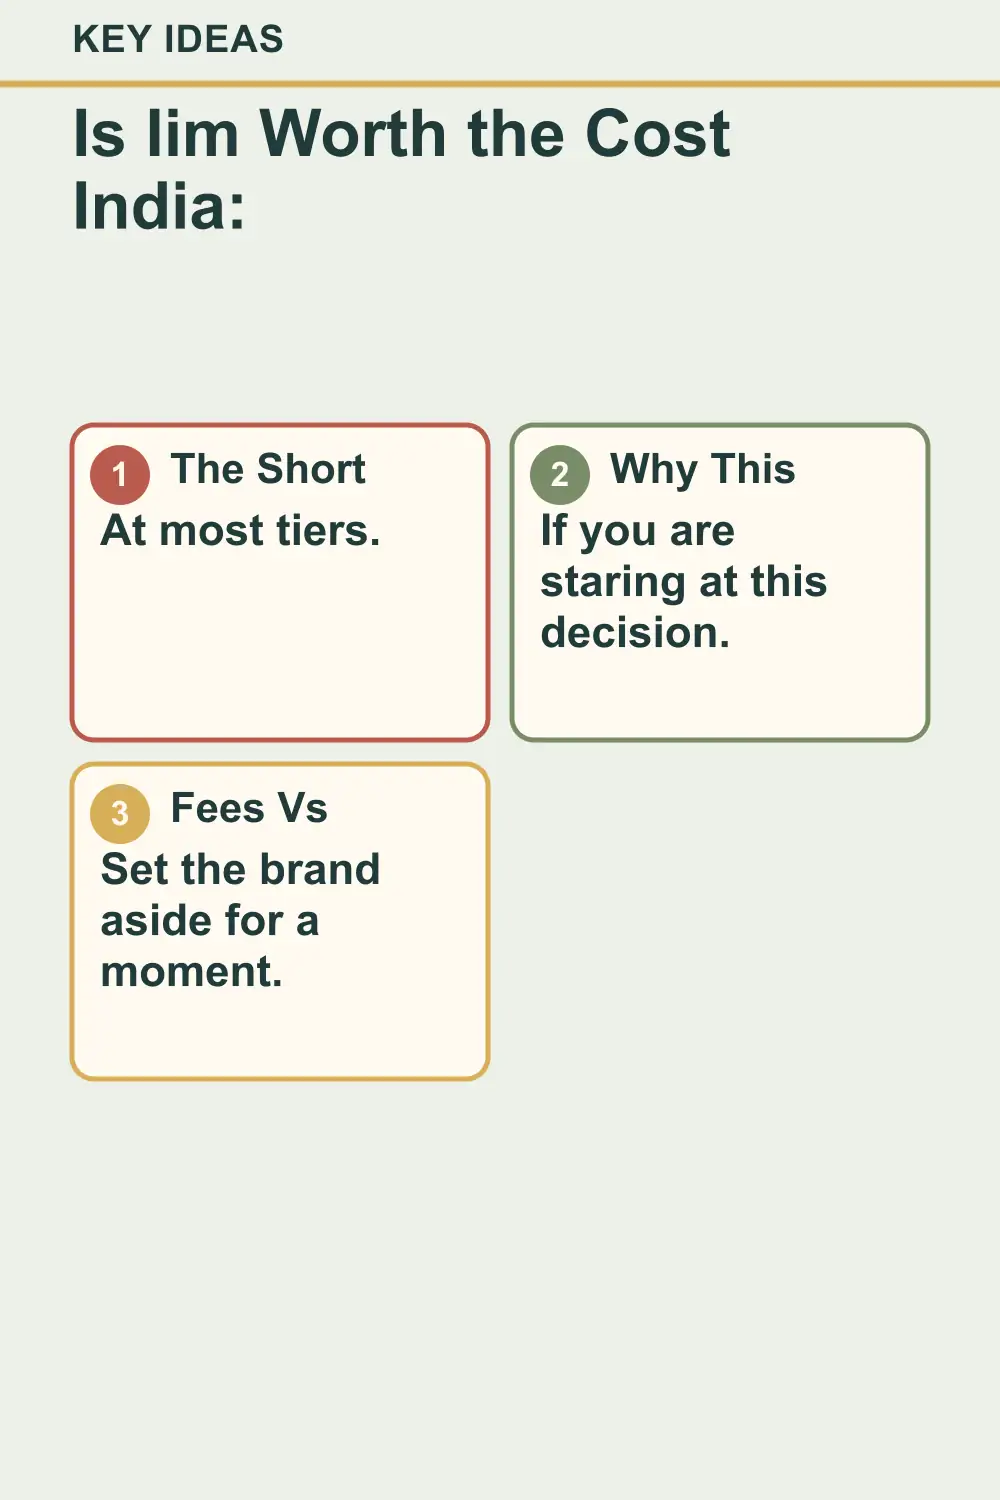 KEY IDEAS
Is Iim Worth the Cost
India:
1 The Short
At most tiers.
2 Why This
If you are
staring at this
decision.
3 Fees Vs
Set the brand
aside for a
moment.